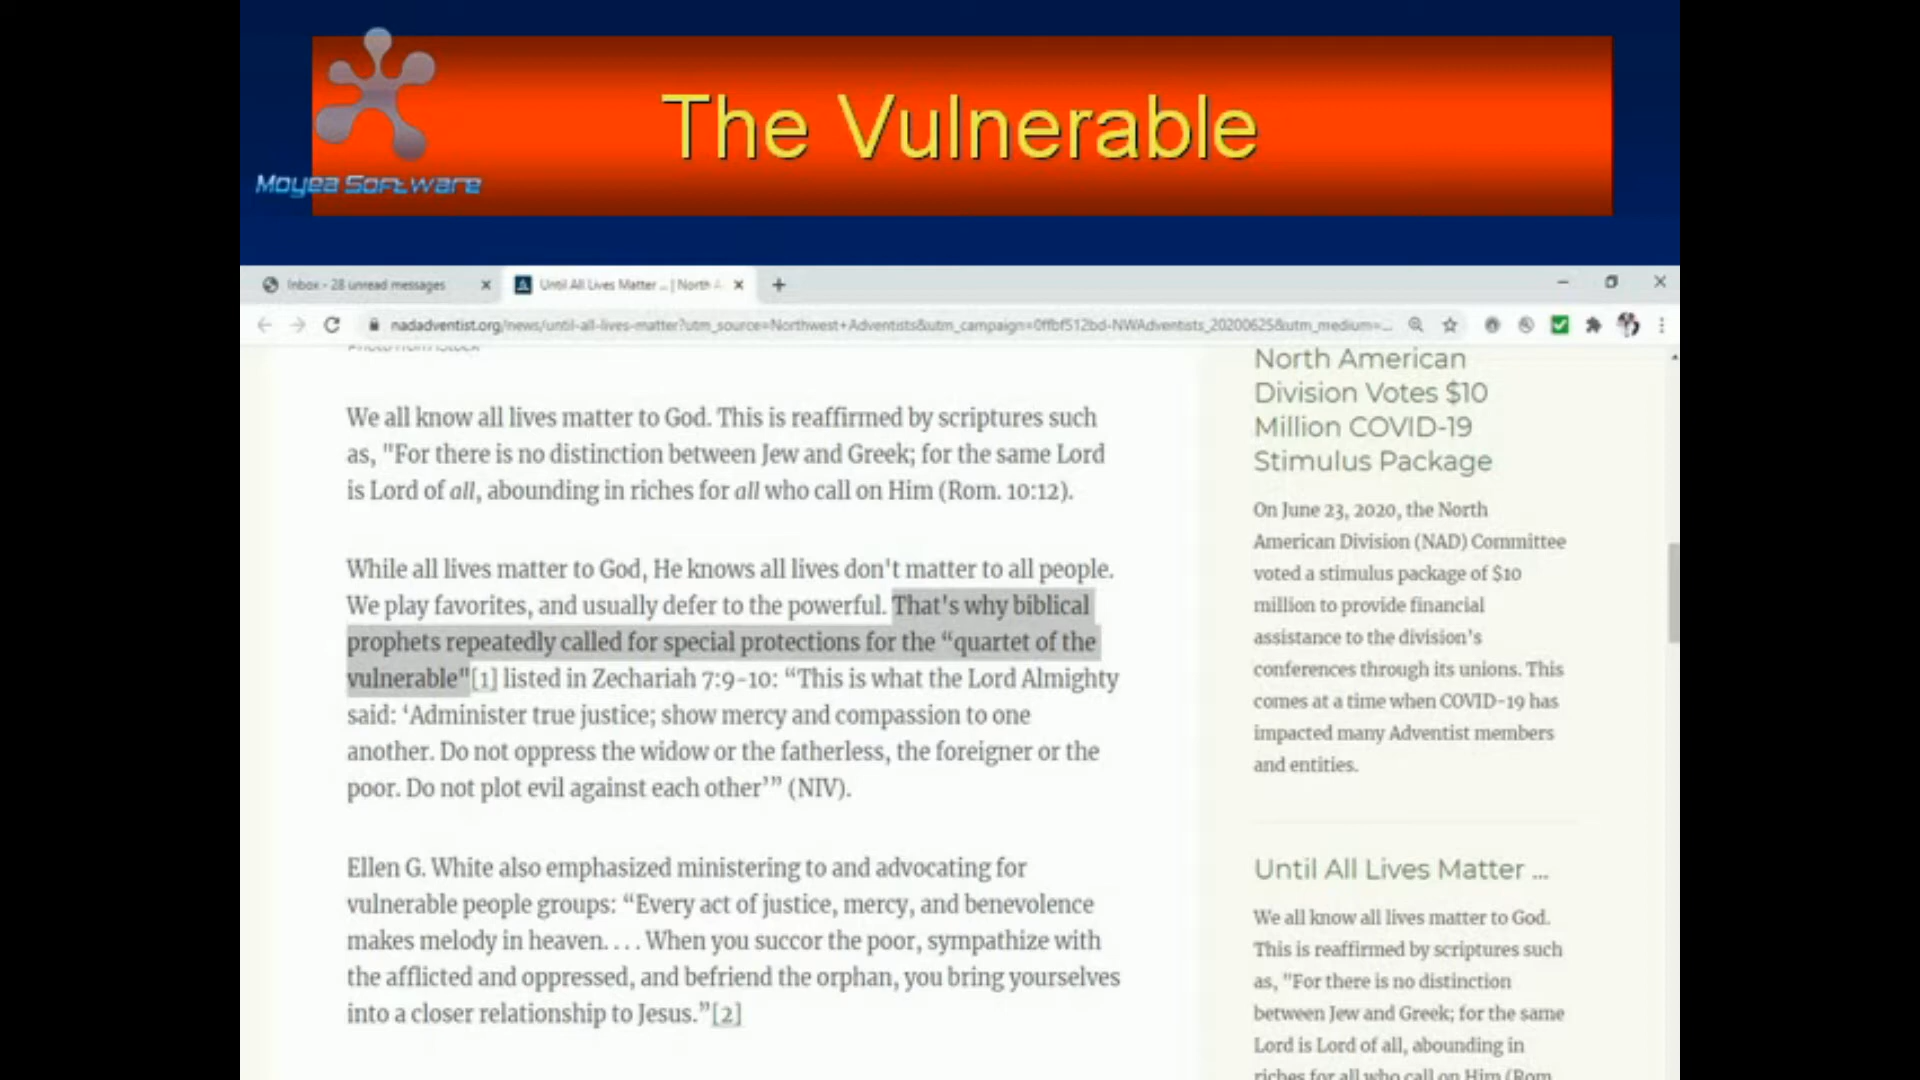 The Vulnerable
Moyea Software
Inbox - 28 unread messages
Until All Lives Matter ... | North A
nadadventist.org/news/until-all-lives-matter?utm_source=Northwest+Adventists&utm_campaign=0ffbf512bd-NWAdventists_20200625&utm_medium=...
Photo from iStock
We all know all lives matter to God. This is reaffirmed by scriptures such
as, "For there is no distinction between Jew and Greek; for the same Lord
is Lord of all, abounding in riches for all who call on Him (Rom. 10:12).
While all lives matter to God, He knows all lives don't matter to all people.
We play favorites, and usually defer to the powerful. That's why biblical
prophets repeatedly called for special protections for the “quartet of the
vulnerable"[1] listed in Zechariah 7:9-10: “This is what the Lord Almighty
said: ‘Administer true justice; show mercy and compassion to one
another. Do not oppress the widow or the fatherless, the foreigner or the
poor. Do not plot evil against each other’” (NIV).
Ellen G. White also emphasized ministering to and advocating for
vulnerable people groups: “Every act of justice, mercy, and benevolence
makes melody in heaven. . . . When you succor the poor, sympathize with
the afflicted and oppressed, and befriend the orphan, you bring yourselves
into a closer relationship to Jesus.”[2]
North American
Division Votes $10
Million COVID-19
Stimulus Package
On June 23, 2020, the North
American Division (NAD) Committee
voted a stimulus package of $10
million to provide financial
assistance to the division’s
conferences through its unions. This
comes at a time when COVID-19 has
impacted many Adventist members
and entities.
Until All Lives Matter ...
We all know all lives matter to God.
This is reaffirmed by scriptures such
as, "For there is no distinction
between Jew and Greek; for the same
Lord is Lord of all, abounding in
riches for all who call on Him (Rom.